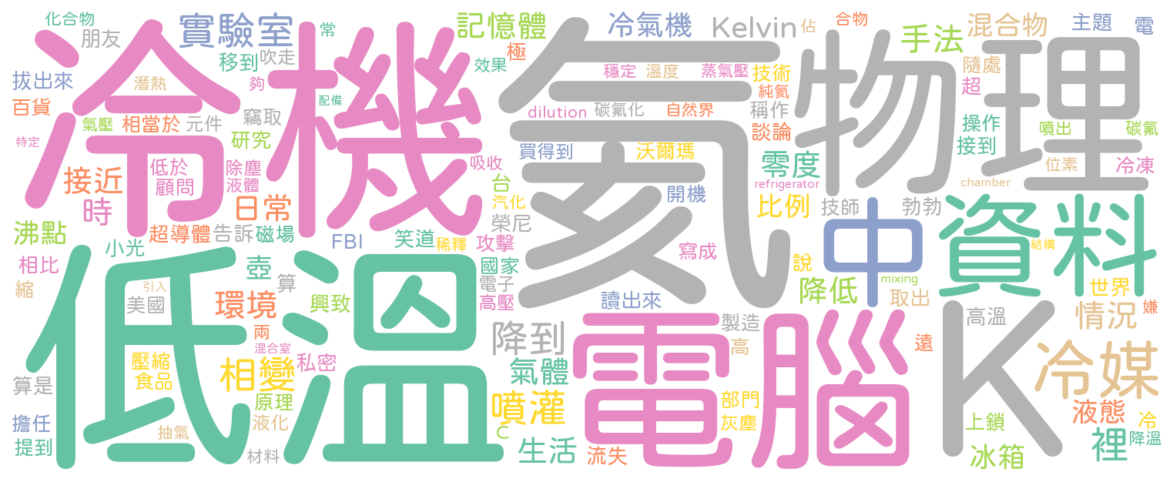 化合物
朋友
實驗室
常
記憶體
冷氣機
Kelvin
佔
合物
混合物
主題
電
手法
移到
吹走
極
效果
拔出來
潛熱
夠
穩定
溫度
蒸氣壓
技術
純氦
隨處
超
百貨
竊取
配備
dilution
碳氟化
自然界
稱作
操作
噴出
碳氟
氣壓
相當於
元件
研究
談論
接到
特定
低於
除塵
吸收
買得到
沃爾瑪
零度
位素
冷凍
接近
顧問
液體
台
refrigerator
chamber
冷機
氦
物理
時
日常
汽化
開機
比例
技師
勃勃
沸點
超導體
告訴
磁場
FBI
榮尼
寫成
中
資料
小光
笑道
稀釋
攻擊
結構
相比
壺
國家
說
mixing
縮
引入
美國
環境
算
興致
電子
高壓
讀出來
降低
取出
世界
嫌
低溫
兩
混合室
私密
降到
製造
高
電腦
K
高溫
情況
遠
算是
壓縮
食品
相變
氣體
冷媒
擔任
原理
噴灌
部門
灰塵
上鎖
液態
冷
提到
抽氣
液化
C
材料
生活
流失
冰箱
裡
降溫